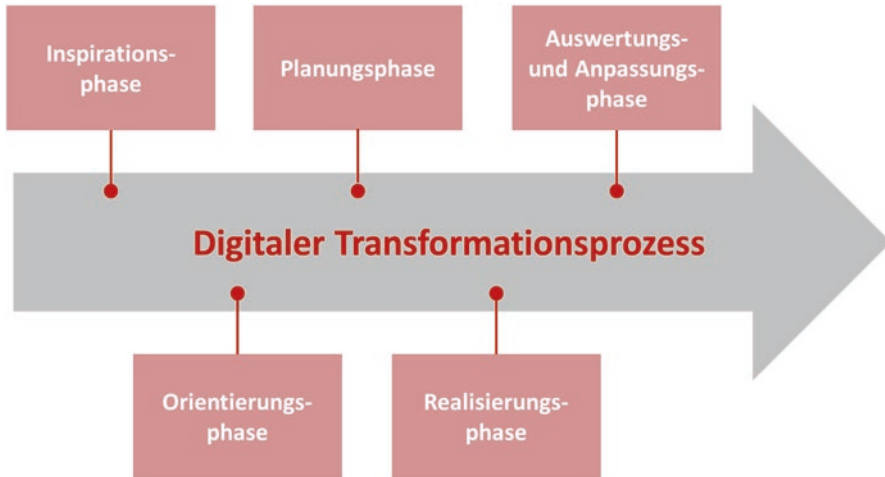 Inspirations-
phase
Planungsphase
Auswertungs-
und Anpassungs-
phase
Digitaler Transformationsprozess
Orientierungs-
phase
Realisierungs-
phase